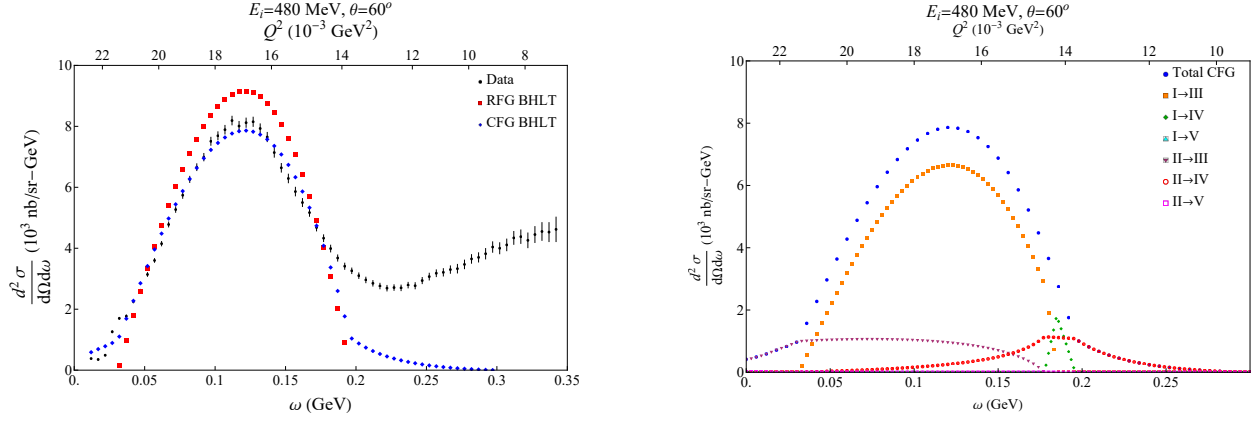 E_i=480 MeV, θ=60°
Q² (10⁻³ GeV²)
22 20 18 16 14 12 10 8
10
8
6
4
2
0
d²σ/dΩdω (10³ nb/sr−GeV)
Data
RFG BHLT
CFG BHLT
0. 0.05 0.1 0.15 0.2 0.25 0.3 0.35
ω (GeV)
E_i=480 MeV, θ=60°
Q² (10⁻³ GeV²)
22 20 18 16 14 12 10
10
8
6
4
2
0
d²σ/dΩdω (10³ nb/sr−GeV)
Total CFG
I→III
I→IV
I→V
II→III
II→IV
II→V
0.05 0.1 0.15 0.2 0.25
ω (GeV)